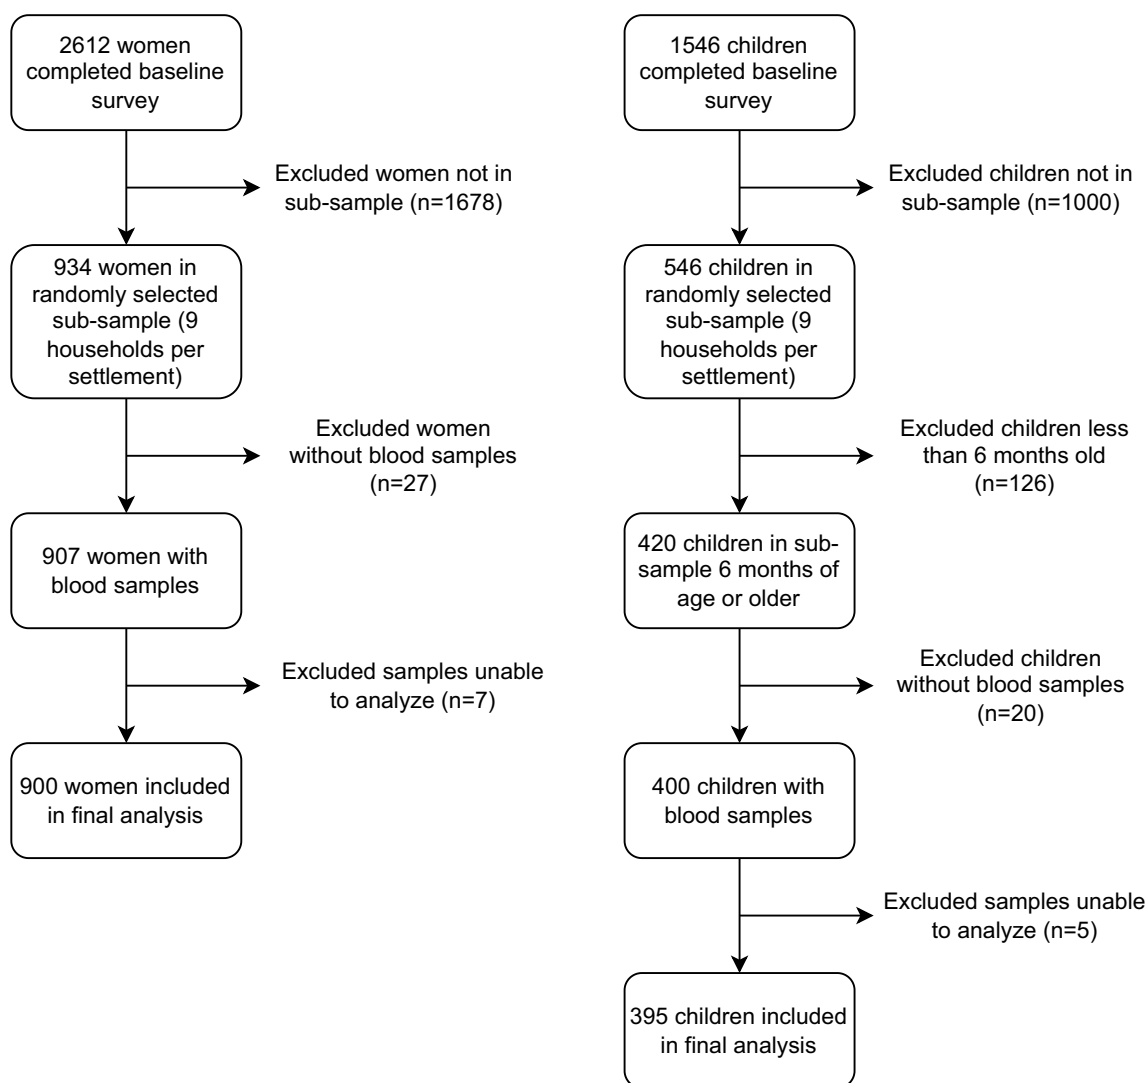 2612 women
completed baseline
survey
Excluded women not in
sub-sample (n=1678)
934 women in
randomly selected
sub-sample (9
households per
settlement)
Excluded women
without blood samples
(n=27)
907 women with
blood samples
Excluded samples unable
to analyze (n=7)
900 women included
in final analysis
1546 children
completed baseline
survey
Excluded children not in
sub-sample (n=1000)
546 children in
randomly selected
sub-sample (9
households per
settlement)
Excluded children less
than 6 months old
(n=126)
420 children in sub-
sample 6 months of
age or older
Excluded children
without blood samples
(n=20)
400 children with
blood samples
Excluded samples unable
to analyze (n=5)
395 children included
in final analysis